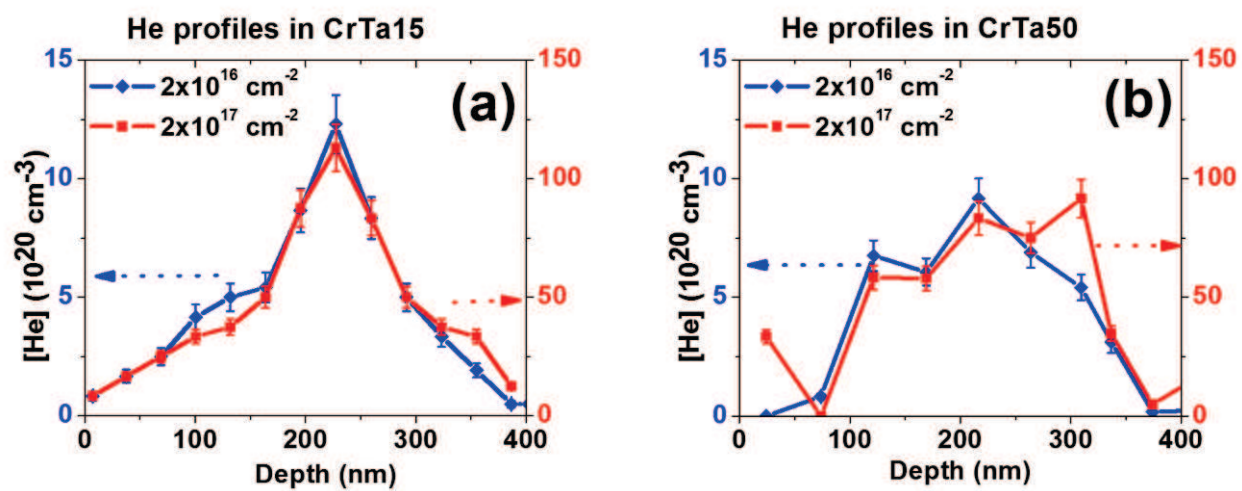 He profiles in CrTa15
15
10
5
0
150
100
50
0
2x10¹⁶ cm⁻²
2x10¹⁷ cm⁻²
(a)
[He] (10²⁰ cm⁻³)
0 100 200 300 400
Depth (nm)
He profiles in CrTa50
15
10
5
0
150
100
50
0
2x10¹⁶ cm⁻²
2x10¹⁷ cm⁻²
(b)
[He] (10²⁰ cm⁻³)
0 100 200 300 400
Depth (nm)